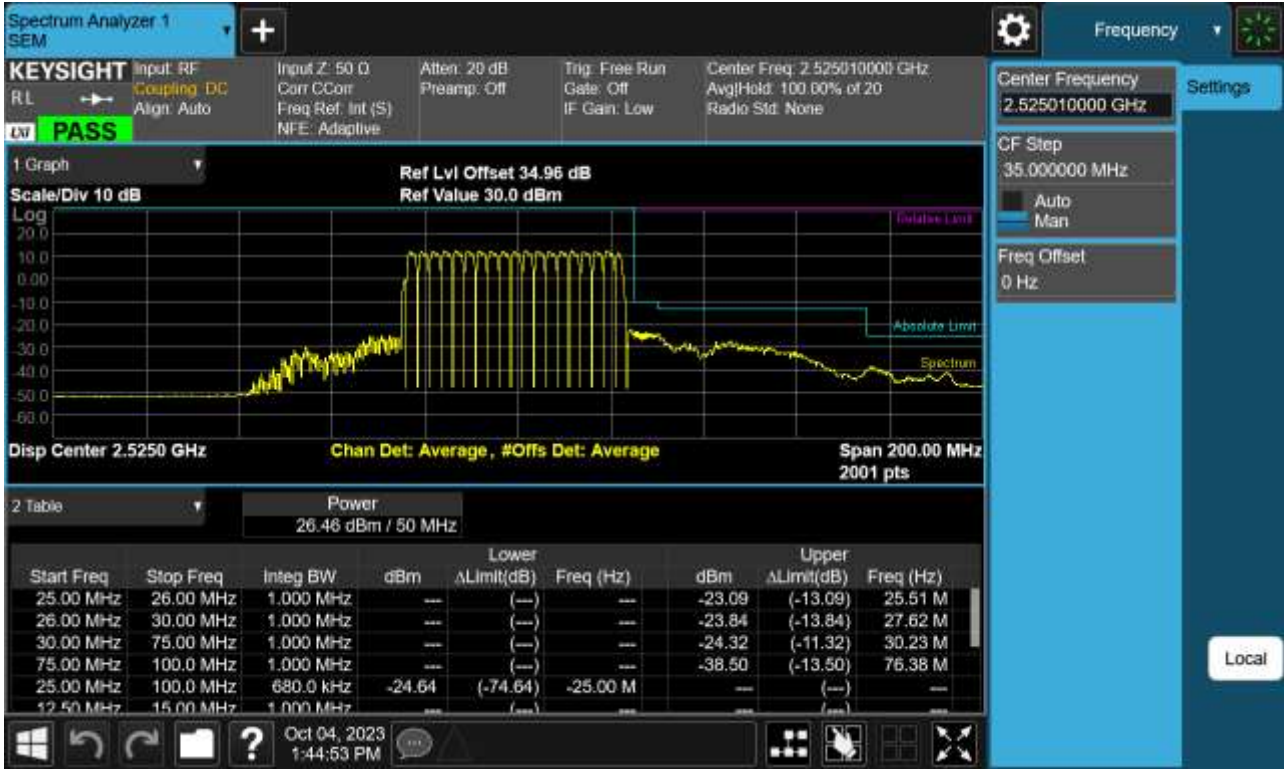 Spectrum Analyzer 1
SEM
+
Frequency
KEYSIGHT
RL
LXI
PASS
Input: RF
Coupling: DC
Align: Auto
Input Z: 50 Ω
Corr CCorr
Freq Ref: Int (S)
NFE: Adaptive
Atten: 20 dB
Preamp: Off
Trig: Free Run
Gate: Off
IF Gain: Low
Center Freq: 2.525010000 GHz
Avg|Hold: 100.00% of 20
Radio Std: None
Center Frequency
2.525010000 GHz
Settings
CF Step
35.000000 MHz
Auto
Man
Freq Offset
0 Hz
Local
1 Graph
Scale/Div 10 dB
Ref Lvl Offset 34.96 dB
Ref Value 30.0 dBm
Log
20.0
10.0
0.00
-10.0
-20.0
-30.0
-40.0
-50.0
-60.0
Relative Limit
Absolute Limit
Spectrum
Disp Center 2.5250 GHz
Chan Det: Average, #Offs Det: Average
Span 200.00 MHz
2001 pts
2 Table
Power
26.46 dBm / 50 MHz
Lower Upper
Start Freq Stop Freq Integ BW dBm ΔLimit(dB) Freq (Hz) dBm ΔLimit(dB) Freq (Hz)
25.00 MHz 26.00 MHz 1.000 MHz --- (---) --- -23.09 (-13.09) 25.51 M
26.00 MHz 30.00 MHz 1.000 MHz --- (---) --- -23.84 (-13.84) 27.62 M
30.00 MHz 75.00 MHz 1.000 MHz --- (---) --- -24.32 (-11.32) 30.23 M
75.00 MHz 100.0 MHz 1.000 MHz --- (---) --- -38.50 (-13.50) 76.38 M
25.00 MHz 100.0 MHz 680.0 kHz -24.64 (-74.64) -25.00 M --- (---) ---
12.50 MHz 15.00 MHz 1.000 MHz --- (---) --- --- (---) ---
?
Oct 04, 2023
1:44:53 PM